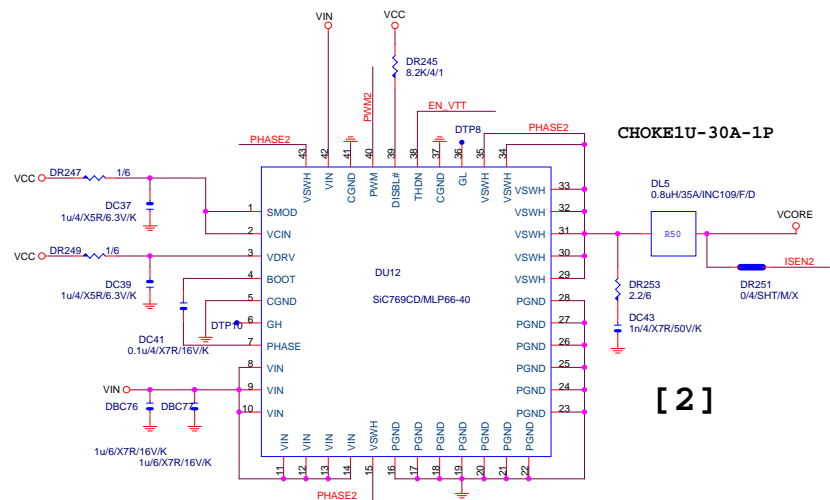 VIN
VCC
DR245
8.2K/4/1
PWM2
EN_VTT
PHASE2
DTP8
PHASE2
CHOKE1U-30A-1P
43
42
41
40
39
38
37
36
35
34
SVWH
VIN
CGND
PWM
DISBL#
THDN
CGND
GL
VSWH
VSWH
DR247
1/6
VCC
DC37
1u/4/X5R/6.3V/K
1
SMOD
2
VCIN
DR249
1/6
VCC
3
VDRV
DC39
1u/4/X5R/6.3V/K
4
BOOT
5
CGND
DTP10
6
GH
DC41
0.1u/4/X7R/16V/K
7
PHASE
8
VIN
VIN
9
VIN
10
VIN
DBC76
DBC77
1u/6/X7R/16V/K
1u/6/X7R/16V/K
DU12
SiC769CD/MLP66-40
VSWH
33
VSWH
32
VSWH
31
VSWH
30
VSWH
29
PGND
28
PGND
27
PGND
26
PGND
25
PGND
24
PGND
23
DL5
0.8uH/35A/INC109/F/D
R50
VCORE
ISEN2
DR251
0/4/SHT/M/X
DR253
2.2/6
DC43
1n/4/X7R/50V/K
[2]
VIN
VIN
VIN
VIN
VSWH
PGND
PGND
PGND
PGND
PGND
PGND
PGND
11
12
13
14
15
16
17
18
19
20
21
22
PHASE2